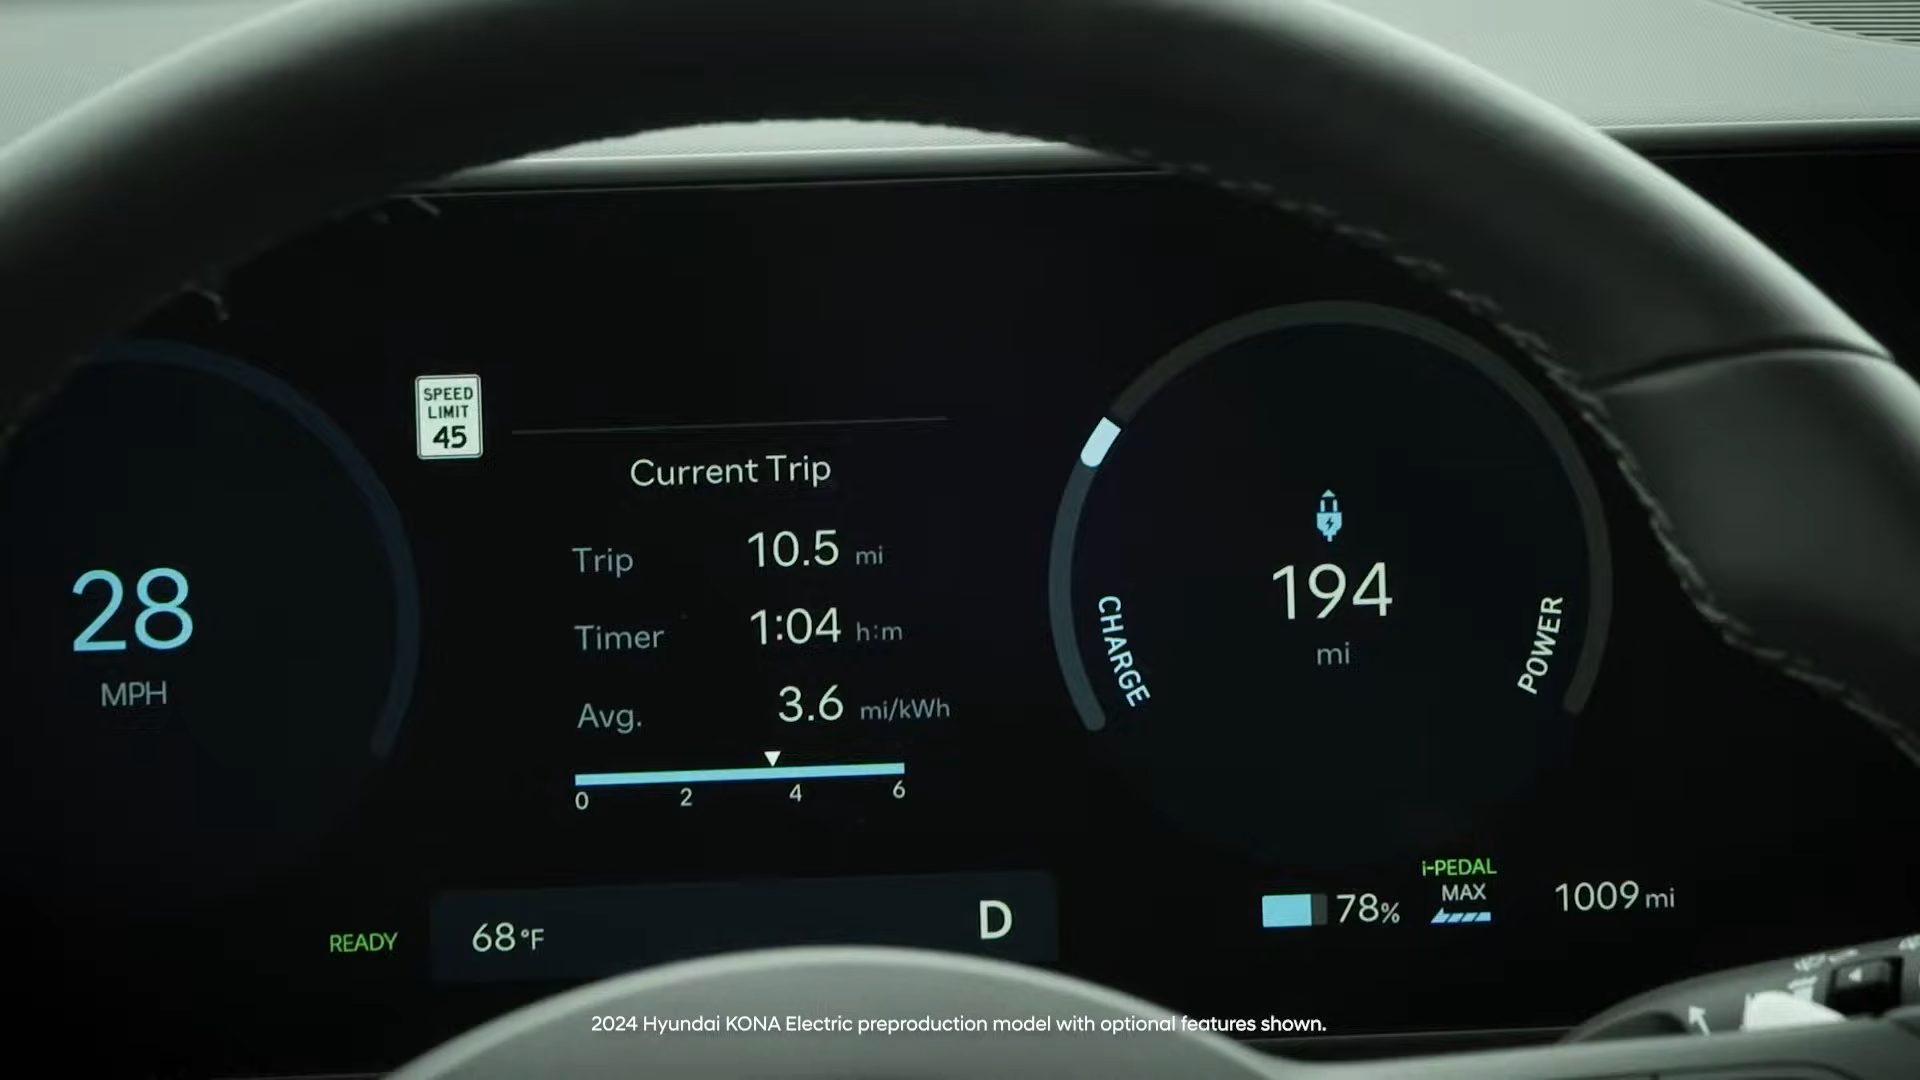 SPEED
LIMIT
45
Current Trip
Trip 10.5 mi
Timer 1:04 h:m
Avg. 3.6 mi/kWh
0 2 4 6
28
MPH
194
mi
CHARGE
POWER
READY
68°F
D
78%
i-PEDAL
MAX
1009 mi
2024 Hyundai KONA Electric preproduction model with optional features shown.